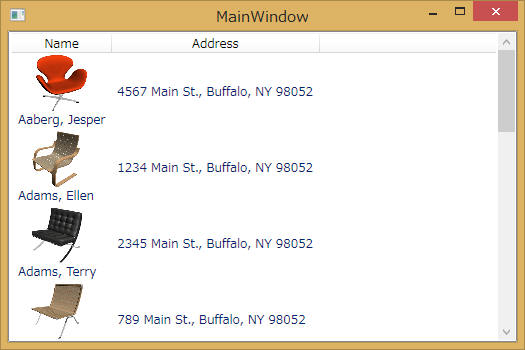 MainWindow
Name Address
4567 Main St., Buffalo, NY 98052
Aaberg, Jesper
1234 Main St., Buffalo, NY 98052
Adams, Ellen
2345 Main St., Buffalo, NY 98052
Adams, Terry
789 Main St., Buffalo, NY 98052